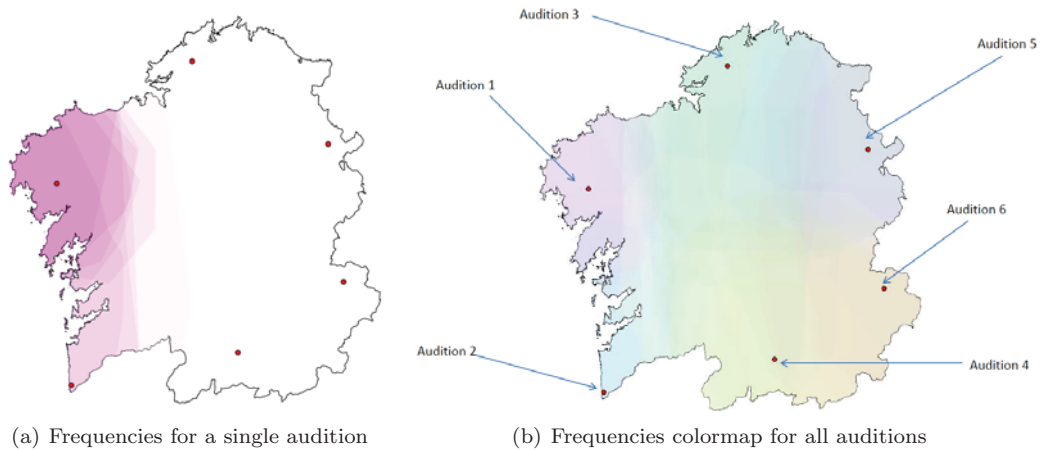 Audition 3
Audition 5
Audition 1
Audition 6
Audition 2
Audition 4
(a) Frequencies for a single audition
(b) Frequencies colormap for all auditions